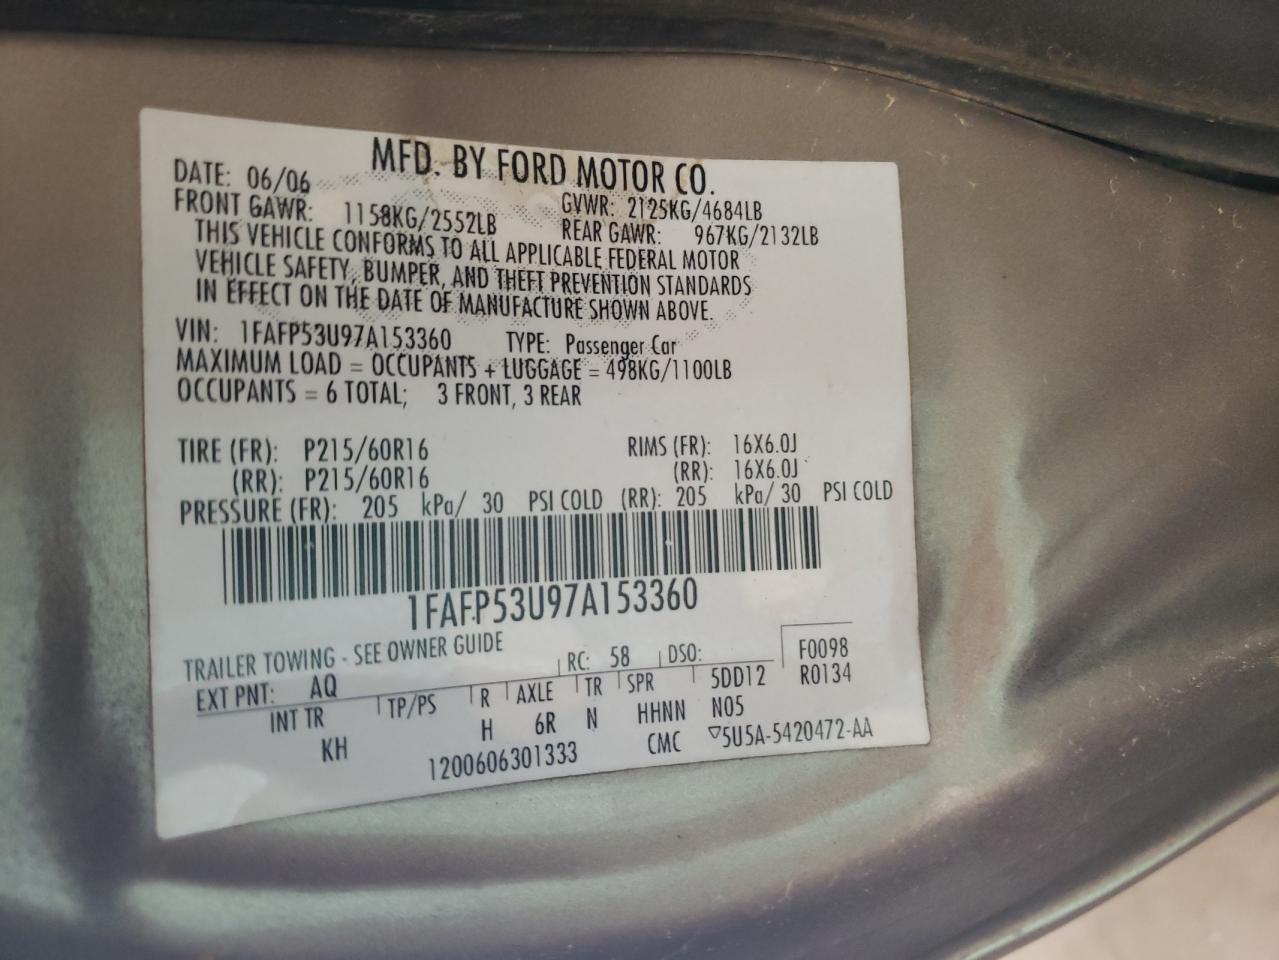 MFD. BY FORD MOTOR CO.
DATE: 06/06 GVWR: 2125KG/4684LB
FRONT GAWR: 1158KG/2552LB REAR GAWR: 967KG/2132LB
THIS VEHICLE CONFORMS TO ALL APPLICABLE FEDERAL MOTOR
VEHICLE SAFETY, BUMPER, AND THEFT PREVENTION STANDARDS
IN EFFECT ON THE DATE OF MANUFACTURE SHOWN ABOVE.
VIN: 1FAFP53U97A153360 TYPE: Passenger Car
MAXIMUM LOAD = OCCUPANTS + LUGGAGE = 498KG/1100LB
OCCUPANTS = 6 TOTAL; 3 FRONT, 3 REAR
TIRE (FR): P215/60R16 RIMS (FR): 16X6.0J
(RR): P215/60R16 (RR): 16X6.0J
PRESSURE (FR): 205 kPa/ 30 PSI COLD (RR): 205 kPa/ 30 PSI COLD
1FAFP53U97A153360
TRAILER TOWING - SEE OWNER GUIDE
EXT PNT: AQ RC: 58 DSO: F0098
INT TR TP/PS R AXLE TR SPR 5DD12 R0134
KH H 6R N HHNN N05
1200606301333 CMC ▽5U5A-5420472-AA